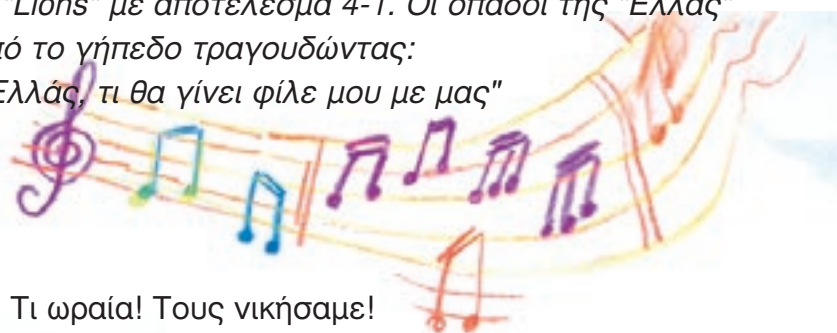 "Lions" με αποτέλεσμα 4-1. Οι οπαδοί της "Ελλάς"
το γήπεδο τραγουδώντας:
Ελλάς, τι θα γίνει φίλε μου με μας"
Τι ωραία! Τους νικήσαμε!